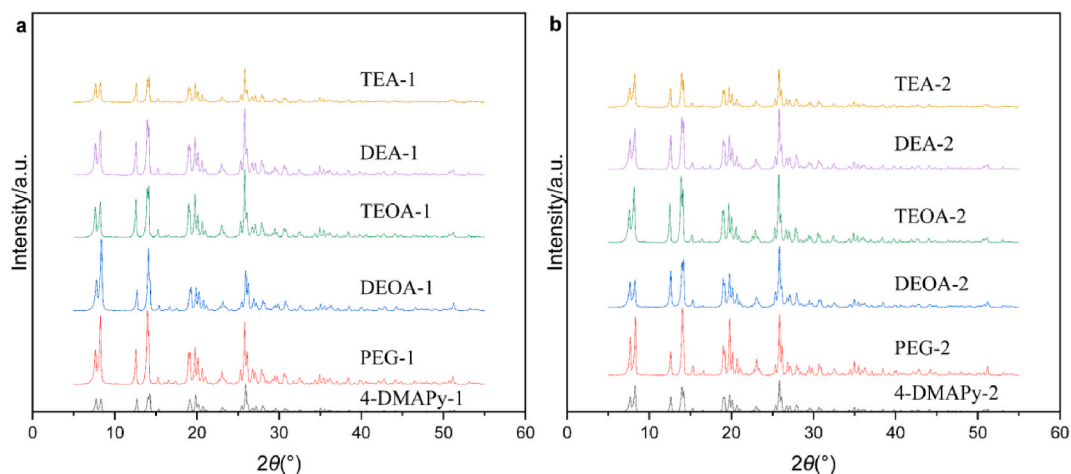 a
TEA-1
DEA-1
TEOA-1
DEOA-1
PEG-1
4-DMAPy-1
Intensity/a.u.
0 10 20 30 40 50 60
2θ(°)
b
TEA-2
DEA-2
TEOA-2
DEOA-2
PEG-2
4-DMAPy-2
Intensity/a.u.
0 10 20 30 40 50 60
2θ(°)